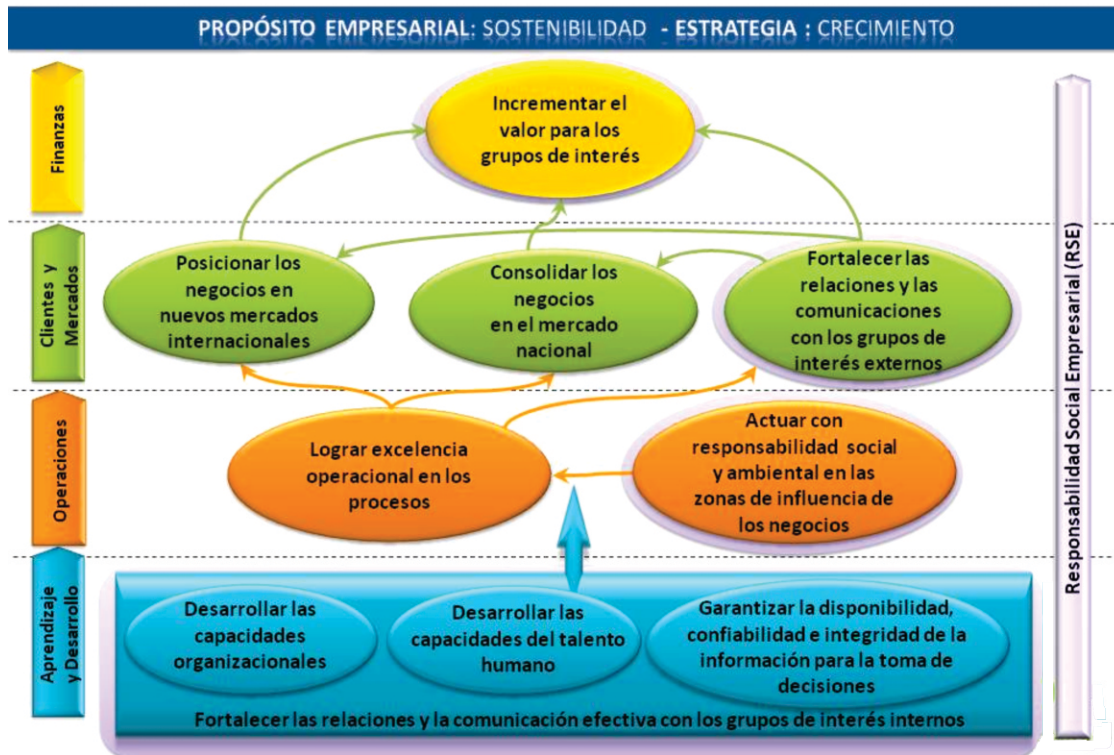 PROPÓSITO EMPRESARIAL: SOSTENIBILIDAD - ESTRATEGIA : CRECIMIENTO
Finanzas
Incrementar el
valor para los
grupos de interés
Clientes y
Mercados
Posicionar los
negocios en
nuevos mercados
internacionales
Consolidar los
negocios
en el mercado
nacional
Fortalecer las
relaciones y las
comunicaciones
con los grupos de
interés externos
Operaciones
Lograr excelencia
operacional en los
procesos
Actuar con
responsabilidad social
y ambiental en las
zonas de influencia de
los negocios
Aprendizaje
y Desarrollo
Desarrollar las
capacidades
organizacionales
Desarrollar las
capacidades del talento
humano
Garantizar la disponibilidad,
confiabilidad e integridad de la
información para la toma de
decisiones
Fortalecer las relaciones y la comunicación efectiva con los grupos de interés internos
Responsabilidad Social Empresarial (RSE)